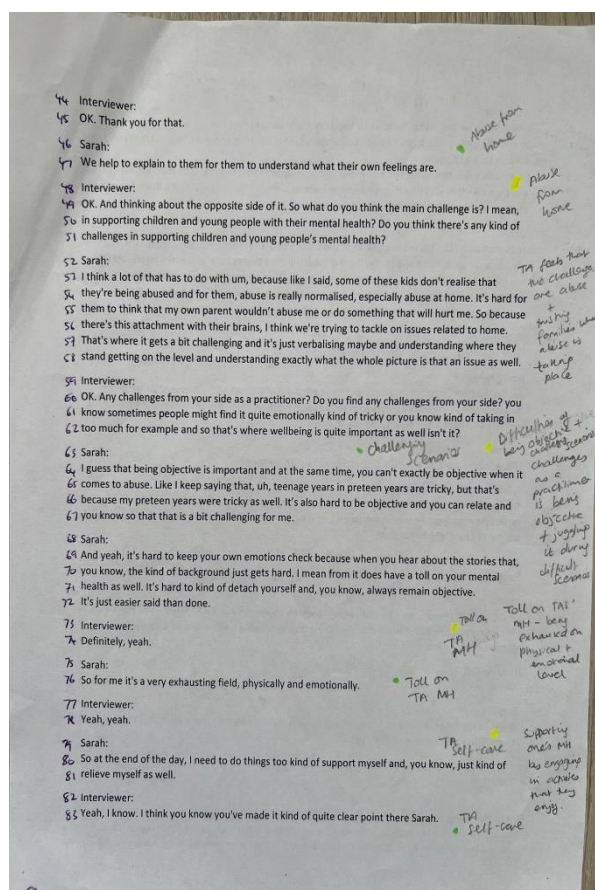 44 Interviewer:
45 OK. Thank you for that.
Abuse from
home
46 Sarah:
47 We help to explain to them for them to understand what their own feelings are.
Abuse
from
home
48 Interviewer:
49 OK. And thinking about the opposite side of it. So what do you think the main challenge is? I mean,
50 in supporting children and young people with their mental health? Do you think there's any kind of
51 challenges in supporting children and young people's mental health?
52 Sarah:
53 I think a lot of that has to do with um, because like I said, some of these kids don't realise that
54 they're being abused and for them, abuse is really normalised, especially abuse at home. It's hard for
55 them to think that my own parent wouldn't abuse me or do something that will hurt me. So because
56 there's this attachment with their brains, I think we're trying to tackle on issues related to home.
57 That's where it gets a bit challenging and it's just verbalising maybe and understanding where they
58 stand getting on the level and understanding exactly what the whole picture is that an issue as well.
TA feels that
two challenges
are abuse
+
trusting
families where
abuse is
taking
place
59 Interviewer:
60 OK. Any challenges from your side as a practitioner? Do you find any challenges from your side? you
61 know sometimes people might find it quite emotionally kind of tricky or you know kind of taking in
62 too much for example and so that's where wellbeing is quite important as well isn't it?
challenging
scenarios
Difficulties of
being objective
challenges
as a
practitioner
is being
objective
+ juggling
it during
difficult
scenarios
63 Sarah:
64 I guess that being objective is important and at the same time, you can't exactly be objective when it
65 comes to abuse. Like I keep saying that, uh, teenage years in preteen years are tricky, but that's
66 because my preteen years were tricky as well. It's also hard to be objective and you can relate and
67 you know so that that is a bit challenging for me.
68 Sarah:
69 And yeah, it's hard to keep your own emotions check because when you hear about the stories that,
70 you know, the kind of background just gets hard. I mean from it does have a toll on your mental
71 health as well. It's hard to kind of detach yourself and, you know, always remain objective.
72 It's just easier said than done.
73 Interviewer:
74 Definitely, yeah.
Toll on
TA
MH
Toll on TAs'
MH - being
exhausted on
physical +
emotional
level
75 Sarah:
76 So for me it's a very exhausting field, physically and emotionally.
Toll on
TA MH
77 Interviewer:
78 Yeah, yeah.
79 Sarah:
80 So at the end of the day, I need to do things too kind of support myself and, you know, just kind of
81 relieve myself as well.
TA
self-care
Supporting
one's MH
by engaging
in activities
that they
enjoy.
82 Interviewer:
83 Yeah, I know. I think you know you've made it kind of quite clear point there Sarah.
TA
self-care